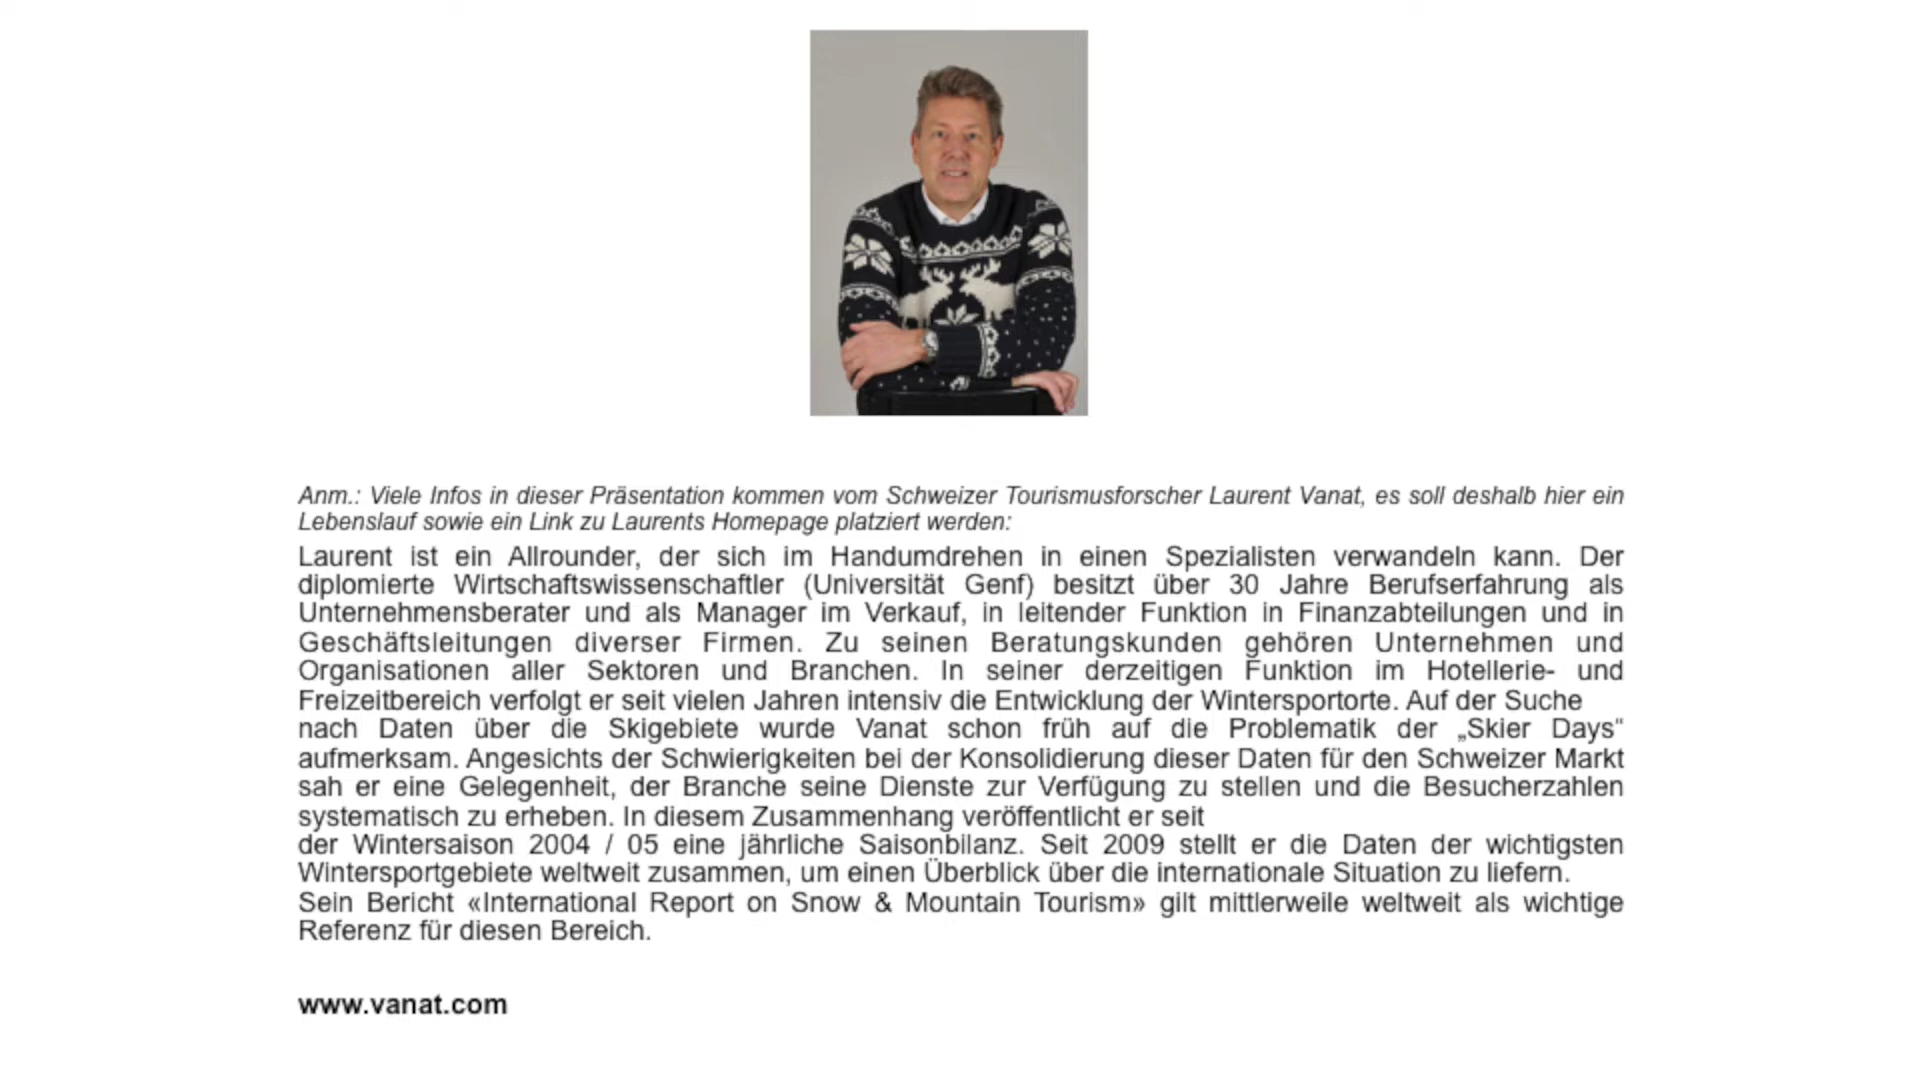 Anm.: Viele Infos in dieser Präsentation kommen vom Schweizer Tourismusforscher Laurent Vanat, es soll deshalb hier ein
Lebenslauf sowie ein Link zu Laurents Homepage platziert werden:
Laurent ist ein Allrounder, der sich im Handumdrehen in einen Spezialisten verwandeln kann. Der
diplomierte Wirtschaftswissenschaftler (Universität Genf) besitzt über 30 Jahre Berufserfahrung als
Unternehmensberater und als Manager im Verkauf, in leitender Funktion in Finanzabteilungen und in
Geschäftsleitungen diverser Firmen. Zu seinen Beratungskunden gehören Unternehmen und
Organisationen aller Sektoren und Branchen. In seiner derzeitigen Funktion im Hotellerie- und
Freizeitbereich verfolgt er seit vielen Jahren intensiv die Entwicklung der Wintersportorte. Auf der Suche
nach Daten über die Skigebiete wurde Vanat schon früh auf die Problematik der „Skier Days“
aufmerksam. Angesichts der Schwierigkeiten bei der Konsolidierung dieser Daten für den Schweizer Markt
sah er eine Gelegenheit, der Branche seine Dienste zur Verfügung zu stellen und die Besucherzahlen
systematisch zu erheben. In diesem Zusammenhang veröffentlicht er seit
der Wintersaison 2004 / 05 eine jährliche Saisonbilanz. Seit 2009 stellt er die Daten der wichtigsten
Wintersportgebiete weltweit zusammen, um einen Überblick über die internationale Situation zu liefern.
Sein Bericht «International Report on Snow & Mountain Tourism» gilt mittlerweile weltweit als wichtige
Referenz für diesen Bereich.
www.vanat.com